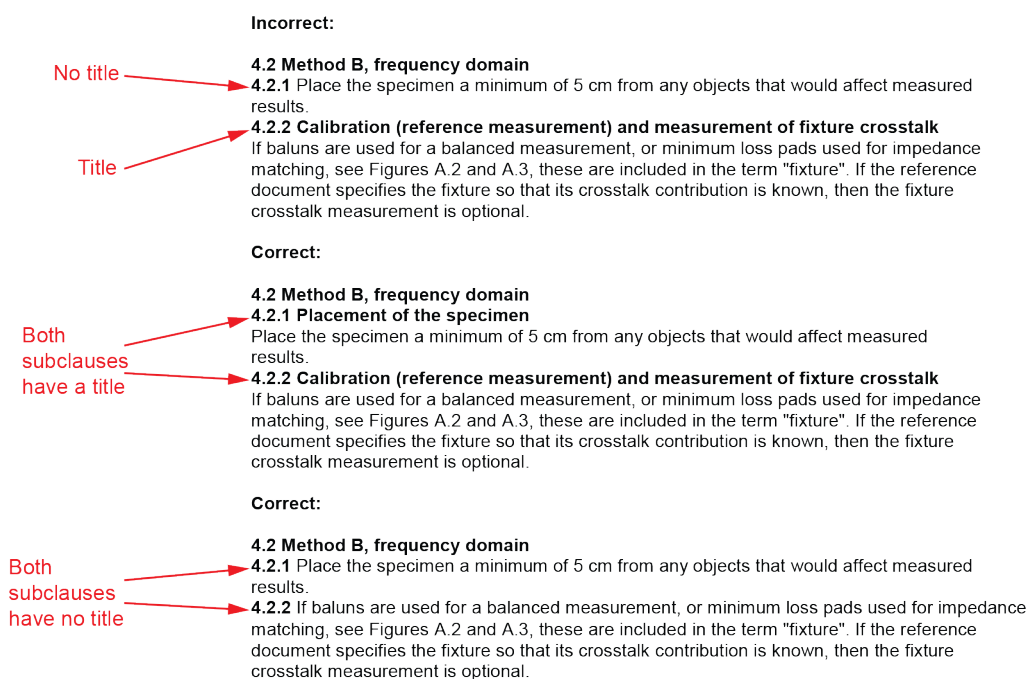 Incorrect:
4.2 Method B, frequency domain
No title
4.2.1 Place the specimen a minimum of 5 cm from any objects that would affect measured
results.
4.2.2 Calibration (reference measurement) and measurement of fixture crosstalk
Title
If baluns are used for a balanced measurement, or minimum loss pads used for impedance
matching, see Figures A.2 and A.3, these are included in the term "fixture". If the reference
document specifies the fixture so that its crosstalk contribution is known, then the fixture
crosstalk measurement is optional.
Correct:
4.2 Method B, frequency domain
4.2.1 Placement of the specimen
Both
subclauses
have a title
Place the specimen a minimum of 5 cm from any objects that would affect measured
results.
4.2.2 Calibration (reference measurement) and measurement of fixture crosstalk
If baluns are used for a balanced measurement, or minimum loss pads used for impedance
matching, see Figures A.2 and A.3, these are included in the term "fixture". If the reference
document specifies the fixture so that its crosstalk contribution is known, then the fixture
crosstalk measurement is optional.
Correct:
4.2 Method B, frequency domain
Both
subclauses
have no title
4.2.1 Place the specimen a minimum of 5 cm from any objects that would affect measured
results.
4.2.2 If baluns are used for a balanced measurement, or minimum loss pads used for impedance
matching, see Figures A.2 and A.3, these are included in the term "fixture". If the reference
document specifies the fixture so that its crosstalk contribution is known, then the fixture
crosstalk measurement is optional.